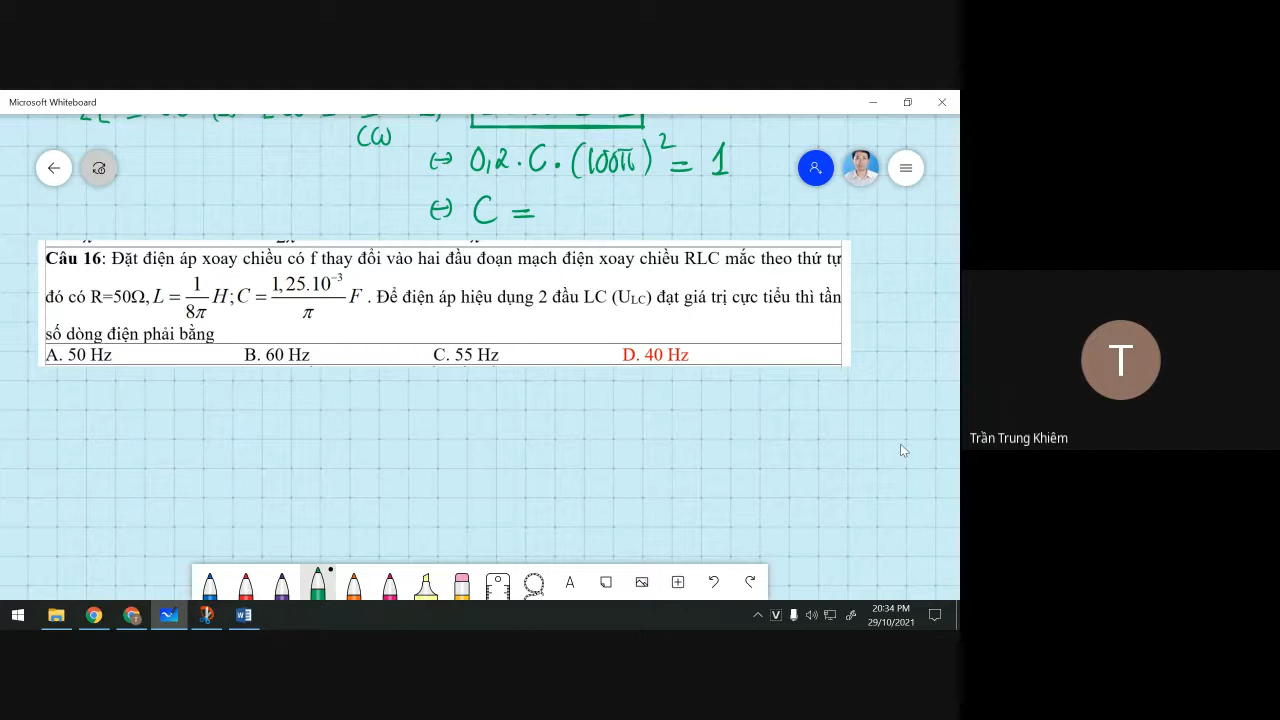 Microsoft Whiteboard
Cω
⇔ 0,2 . C . (100π)² = 1
⇔ C =
Câu 16: Đặt điện áp xoay chiều có f thay đổi vào hai đầu đoạn mạch điện xoay chiều RLC mắc theo thứ tự
đó có R=50Ω, L = 1/8π H; C = 1,25.10⁻³/π F . Để điện áp hiệu dụng 2 đầu LC (ULC) đạt giá trị cực tiểu thì tần
số dòng điện phải bằng
A. 50 Hz B. 60 Hz C. 55 Hz D. 40 Hz
T
Trần Trung Khiêm
A
V
20:34 PM
29/10/2021